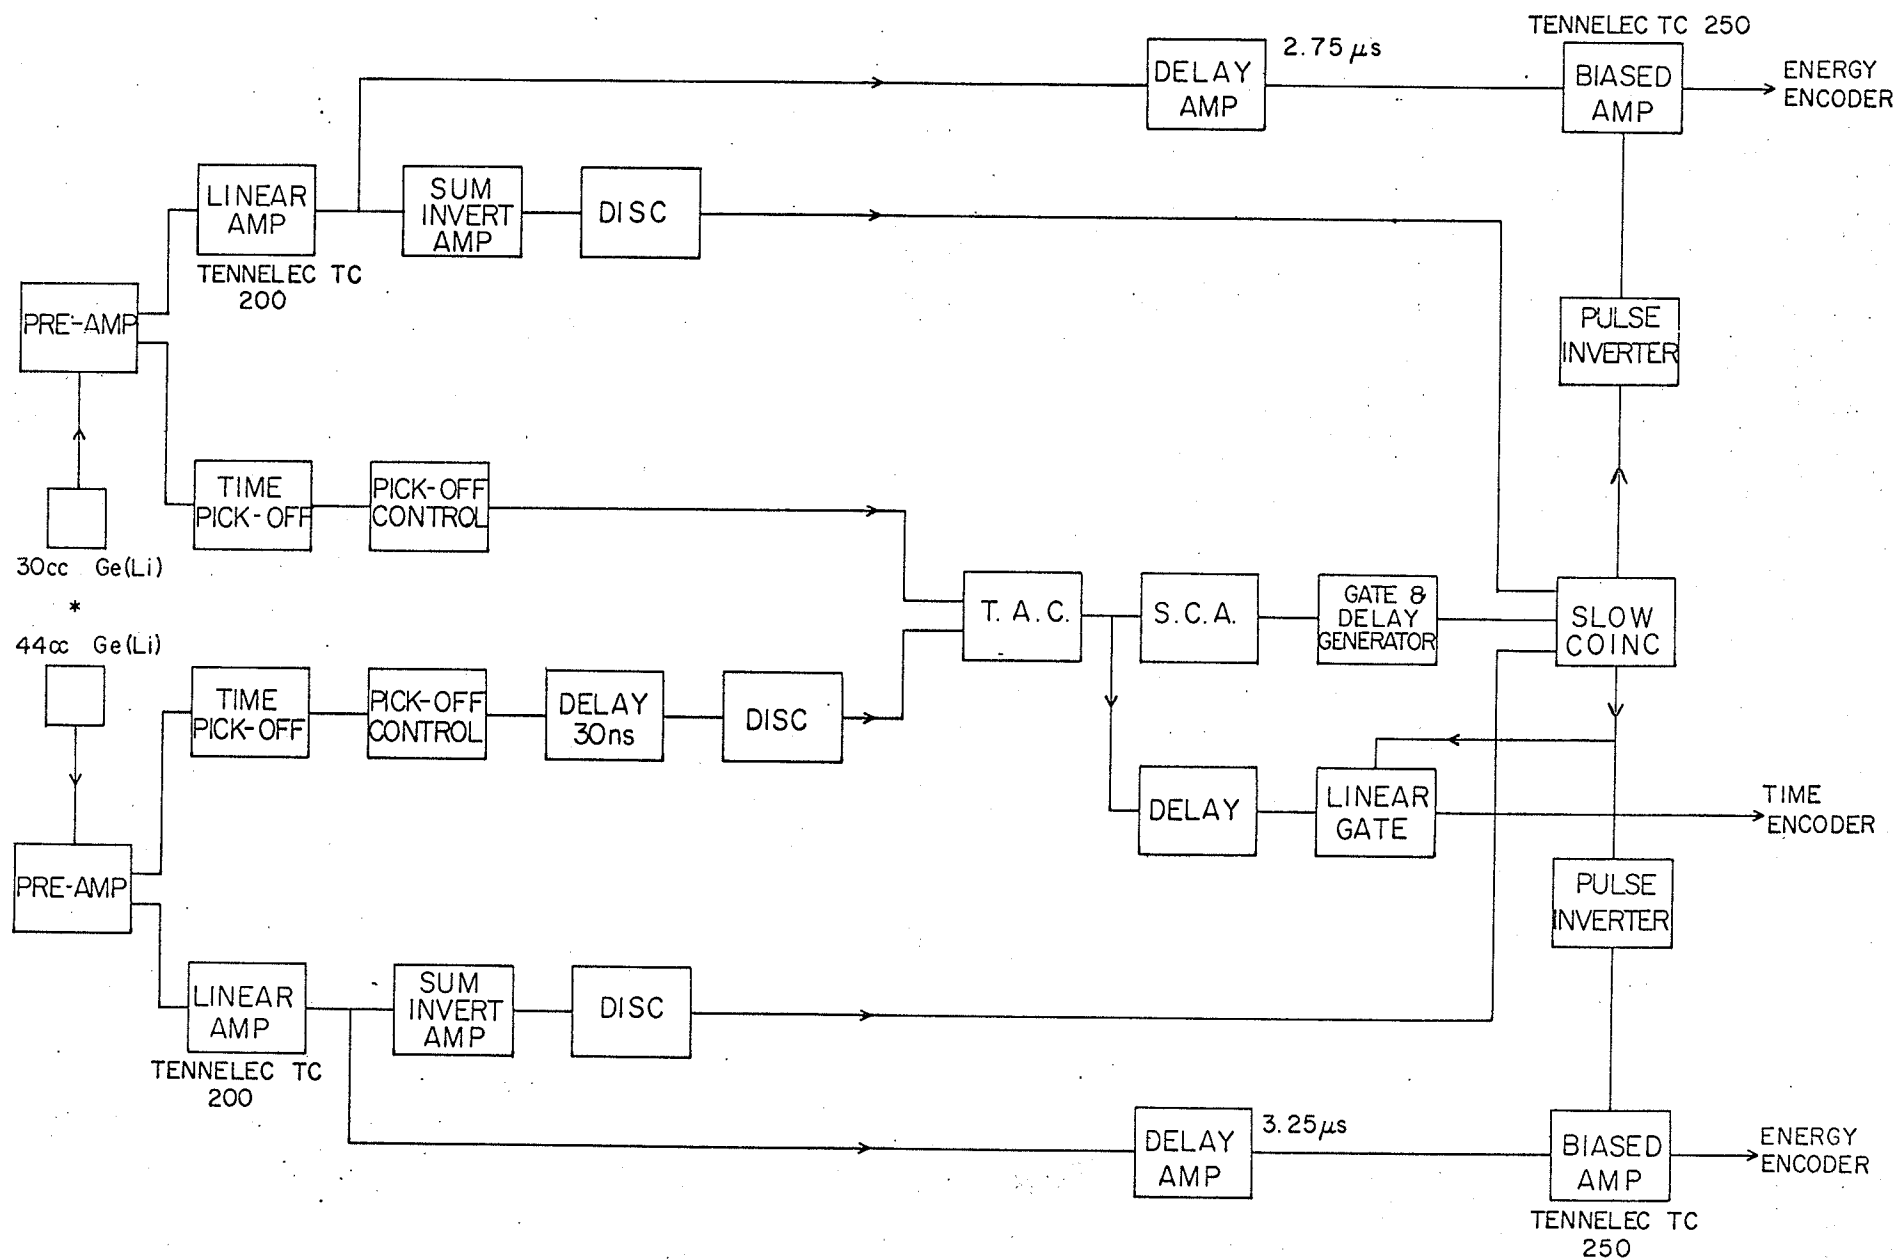 TENNELEC TC 250
DELAY
AMP
2.75 μs
BIASED
AMP
ENERGY
ENCODER
LINEAR
AMP
TENNELEC TC
200
SUM
INVERT
AMP
DISC
PRE-AMP
PULSE
INVERTER
TIME
PICK-OFF
PICK-OFF
CONTROL
30cc Ge(Li)
*
44cc Ge(Li)
T. A. C.
S.C.A.
GATE &
DELAY
GENERATOR
SLOW
COINC
TIME
PICK-OFF
PICK-OFF
CONTROL
DELAY
30ns
DISC
DELAY
LINEAR
GATE
TIME
ENCODER
PRE-AMP
PULSE
INVERTER
LINEAR
AMP
TENNELEC TC
200
SUM
INVERT
AMP
DISC
DELAY
AMP
3.25μs
BIASED
AMP
TENNELEC TC
250
ENERGY
ENCODER